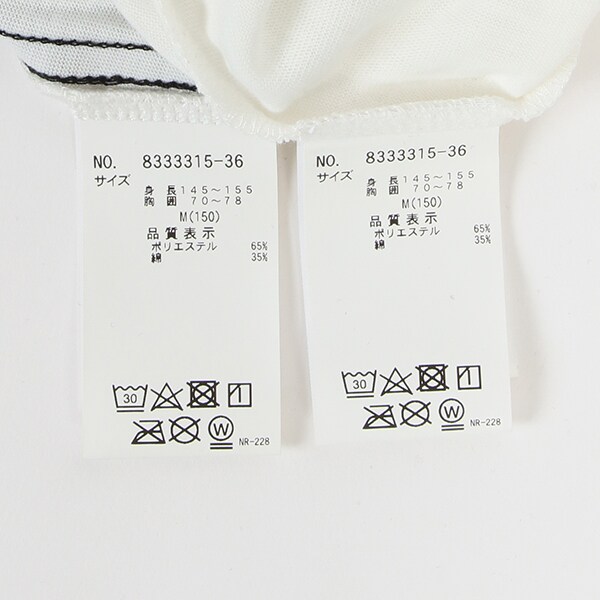 NO. 8333315-36
サイズ
身 長 145～155
胸 囲 70～78
M(150)
品質表示
ポリエステル 65%
綿 35%
30
W
NR-228
NO. 8333315-36
サイズ
身 長 145～155
胸 囲 70～78
M(150)
品質表示
ポリエステル 65%
綿 35%
30
W
NR-228